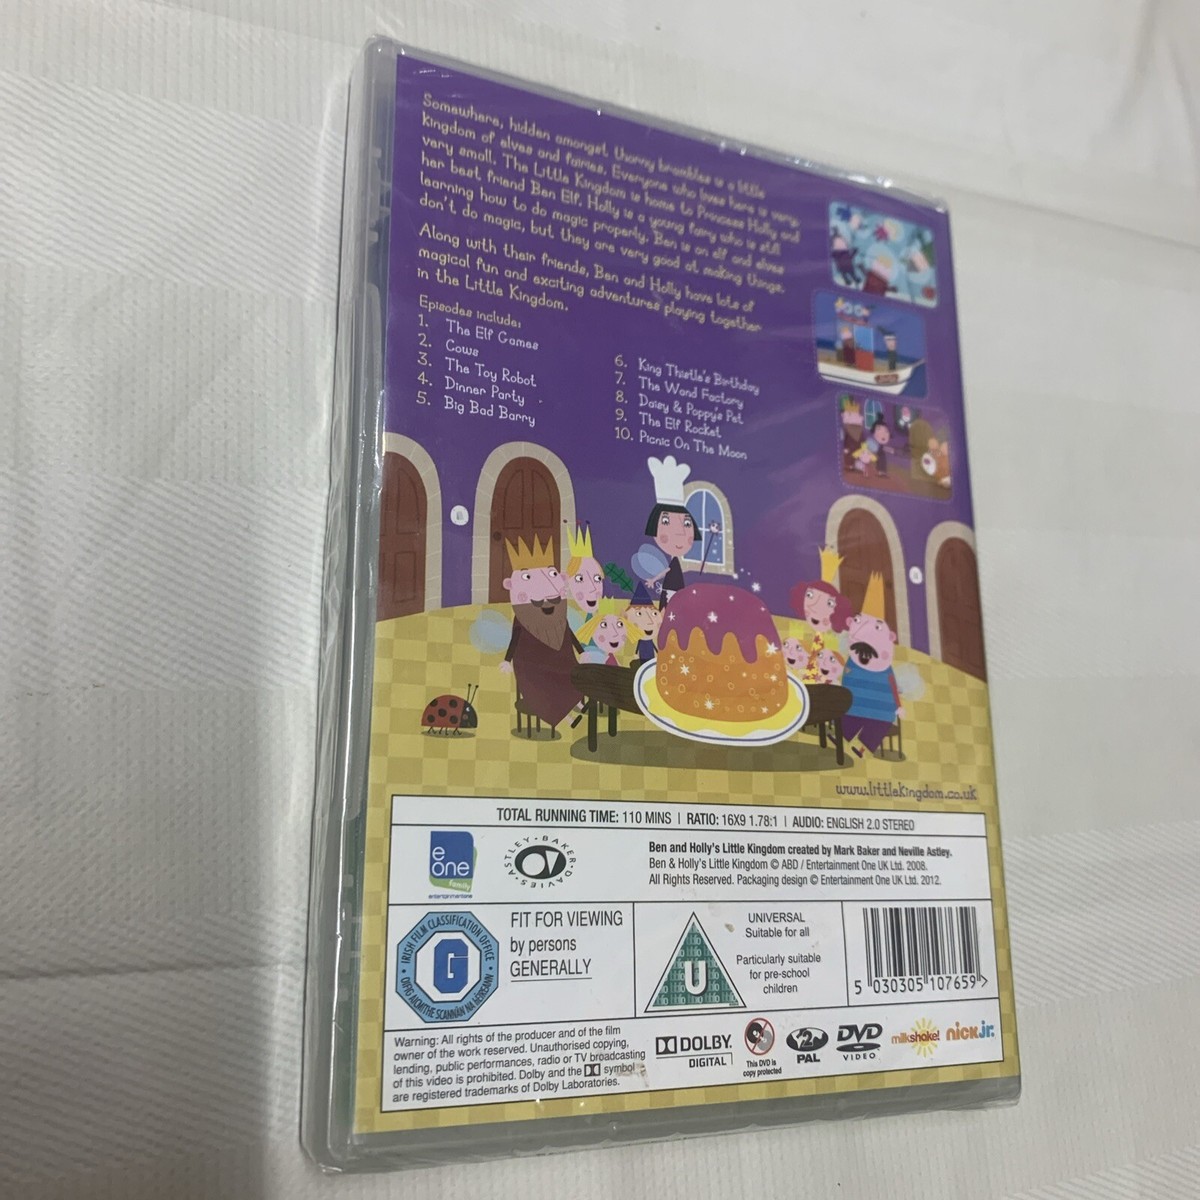 Somewhere, hidden amongst thorny brambles is a little
kingdom of elves and fairies. Everyone who lives here is very,
very small. The Little Kingdom is home to Princess Holly and
her best friend Ben Elf. Holly is a young fairy who is still
learning how to do magic properly. Ben is an elf and elves
don't do magic, but they are very good at making things.
Along with their friends, Ben and Holly have lots of
magical fun and exciting adventures playing together
in the Little Kingdom.
Episodes include:
1. The Elf Games
2. Cows
3. The Toy Robot
4. Dinner Party
5. Big Bad Barry
6. King Thistle's Birthday
7. The Wand Factory
8. Daisy & Poppy's Pet
9. The Elf Rocket
10. Picnic On The Moon
www.littlekingdom.co.uk
TOTAL RUNNING TIME: 110 MINS | RATIO: 16X9 1.78:1 | AUDIO: ENGLISH 2.0 STEREO
e
one
family
entertainment one
ASTLEY · BAKER · DAVIES ·
Ben and Holly's Little Kingdom created by Mark Baker and Neville Astley.
Ben & Holly's Little Kingdom © ABD / Entertainment One UK Ltd. 2008.
All Rights Reserved. Packaging design © Entertainment One UK Ltd. 2012.
IRISH FILM CLASSIFICATION OFFICE
G
OIFIG AICMITHE SCANNÁN NA hÉIREANN
FIT FOR VIEWING
by persons
GENERALLY
U
UNIVERSAL
Suitable for all
Particularly suitable
for pre-school
children
5 030305 107659 >
Warning: All rights of the producer and of the film
owner of the work reserved. Unauthorised copying,
lending, public performances, radio or TV broadcasting
of this video is prohibited. Dolby and the symbol
are registered trademarks of Dolby Laboratories.
DOLBY.
DIGITAL
This DVD is
copy protected
2
PAL
DVD
VIDEO
milkshake!
nick jr.